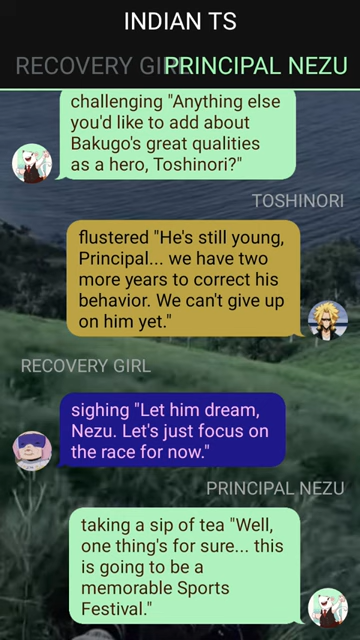 INDIAN TS
RECOVERY GIRL PRINCIPAL NEZU
challenging "Anything else
you'd like to add about
Bakugo's great qualities
as a hero, Toshinori?"
TOSHINORI
flustered "He's still young,
Principal... we have two
more years to correct his
behavior. We can't give up
on him yet."
RECOVERY GIRL
sighing "Let him dream,
Nezu. Let's just focus on
the race for now."
PRINCIPAL NEZU
taking a sip of tea "Well,
one thing's for sure... this
is going to be a
memorable Sports
Festival."